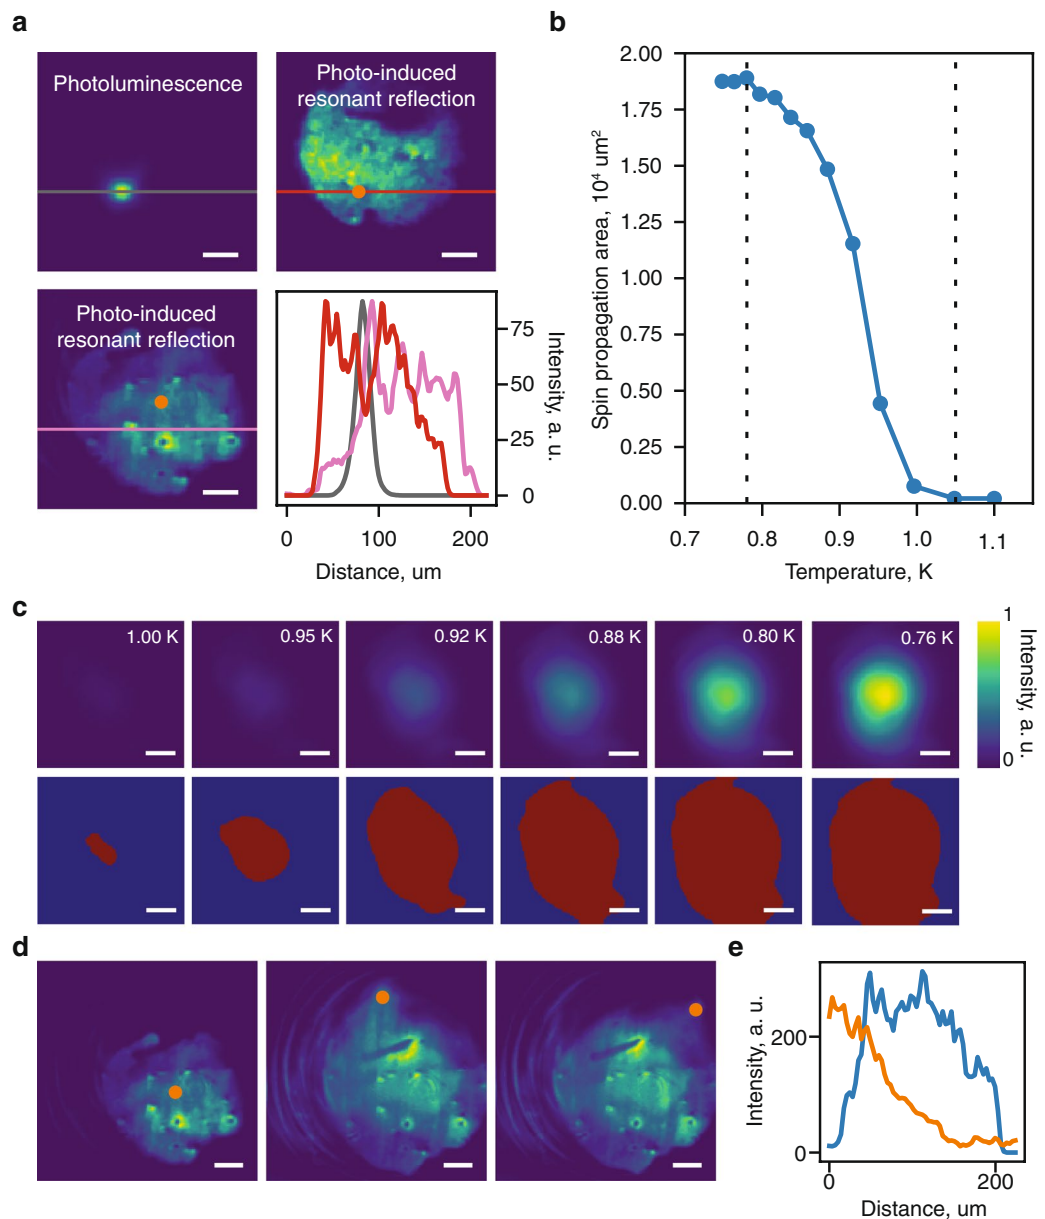 a
Photoluminescence
Photo-induced
resonant reflection
Photo-induced
resonant reflection
75
50
25
0
Intensity, a. u.
0
100
200
Distance, um
b
2.00
1.75
1.50
1.25
1.00
0.75
0.50
0.25
0.00
Spin propagation area, 10⁴ um²
0.7
0.8
0.9
1.0
1.1
Temperature, K
c
1.00 K
0.95 K
0.92 K
0.88 K
0.80 K
0.76 K
1
0
Intensity, a. u.
d
e
200
0
Intensity, a. u.
0
200
Distance, um